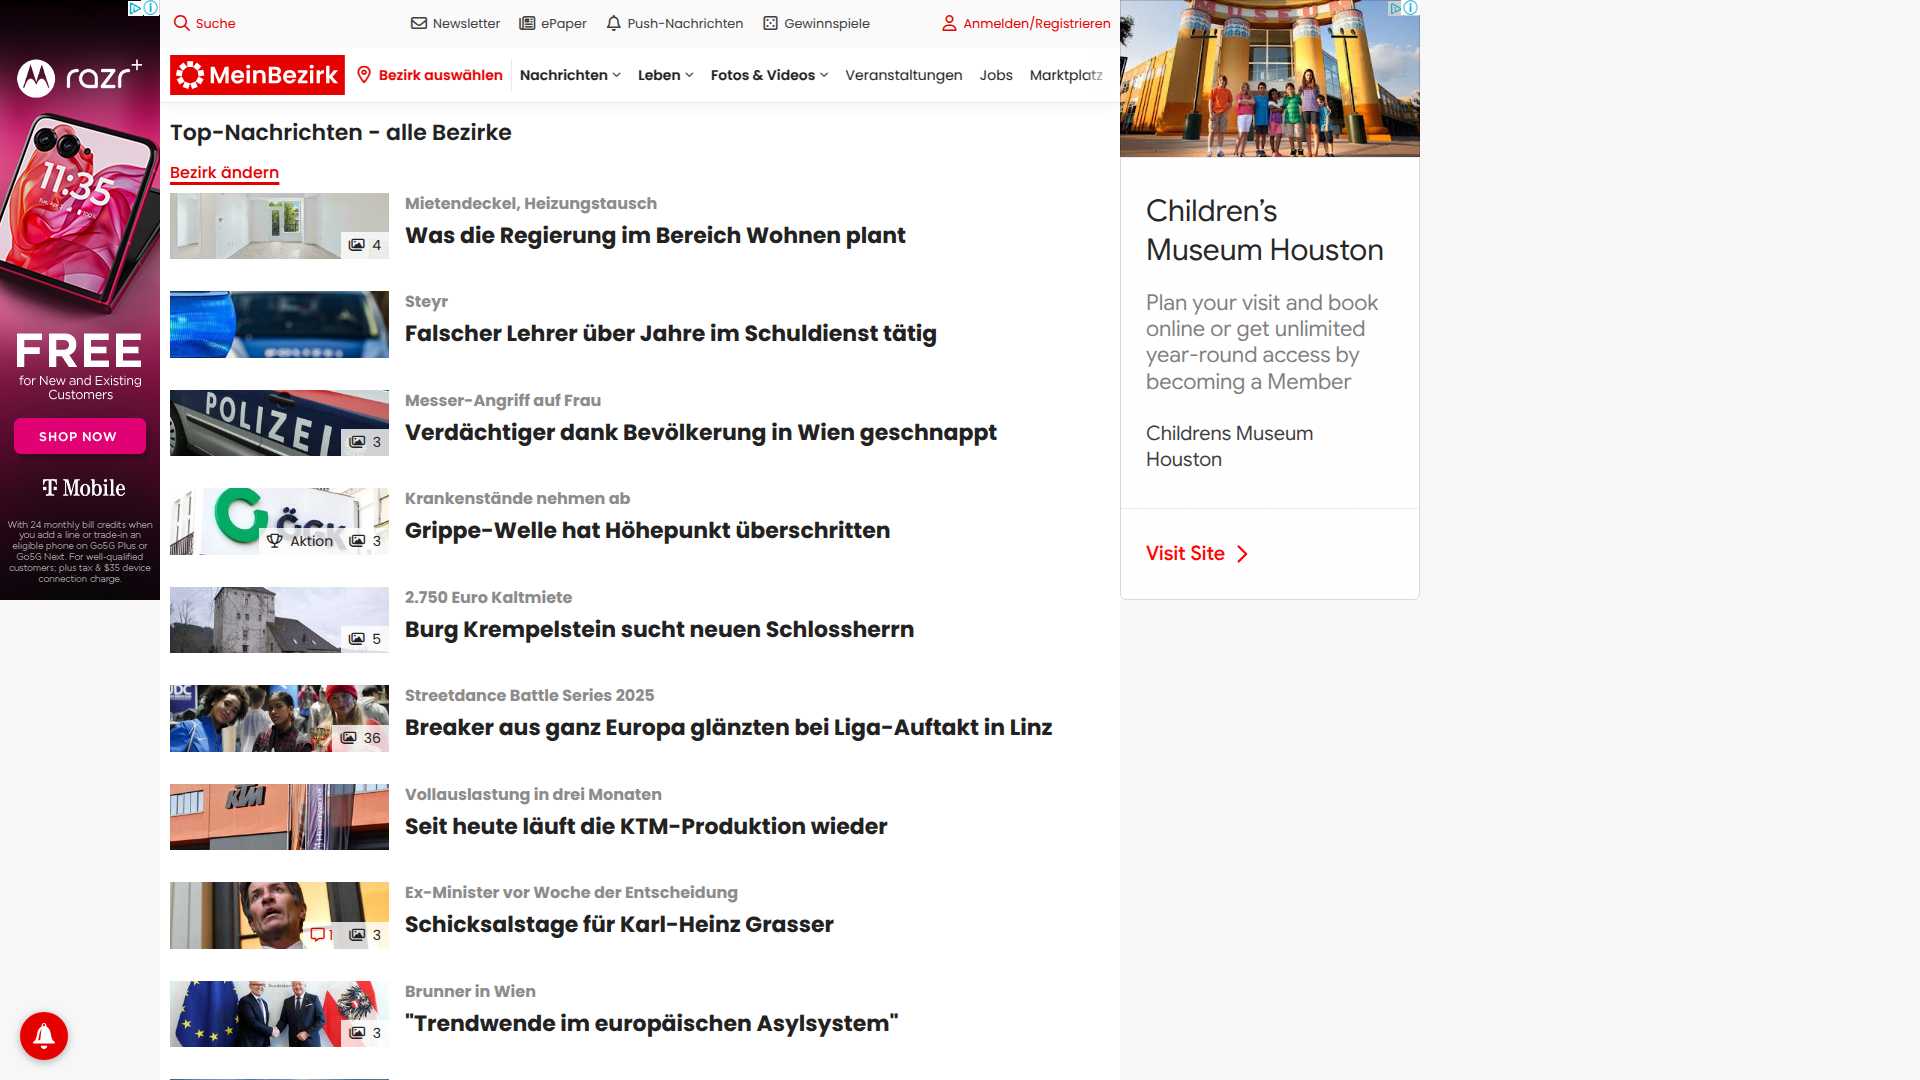 razr+
11:35
FREE
for New and Existing
Customers
SHOP NOW
T Mobile
With 24 monthly bill credits when
you add a line or trade-in an
eligible phone on Go5G Plus or
Go5G Next. For well-qualified
customers; plus tax & $35 device
connection charge.
Suche
Newsletter
ePaper
Push-Nachrichten
Gewinnspiele
Anmelden/Registrieren
MeinBezirk
Bezirk auswählen
Nachrichten
Leben
Fotos & Videos
Veranstaltungen
Jobs
Marktplatz
Top-Nachrichten - alle Bezirke
Bezirk ändern
4
Mietendeckel, Heizungstausch
Was die Regierung im Bereich Wohnen plant
Steyr
Falscher Lehrer über Jahre im Schuldienst tätig
POLIZEI
3
Messer-Angriff auf Frau
Verdächtiger dank Bevölkerung in Wien geschnappt
Aktion
3
Krankenstände nehmen ab
Grippe-Welle hat Höhepunkt überschritten
5
2.750 Euro Kaltmiete
Burg Krempelstein sucht neuen Schlossherrn
36
Streetdance Battle Series 2025
Breaker aus ganz Europa glänzten bei Liga-Auftakt in Linz
KTM
Vollauslastung in drei Monaten
Seit heute läuft die KTM-Produktion wieder
1
3
Ex-Minister vor Woche der Entscheidung
Schicksalstage für Karl-Heinz Grasser
3
Brunner in Wien
"Trendwende im europäischen Asylsystem"
Children's
Museum Houston
Plan your visit and book
online or get unlimited
year-round access by
becoming a Member
Childrens Museum
Houston
Visit Site